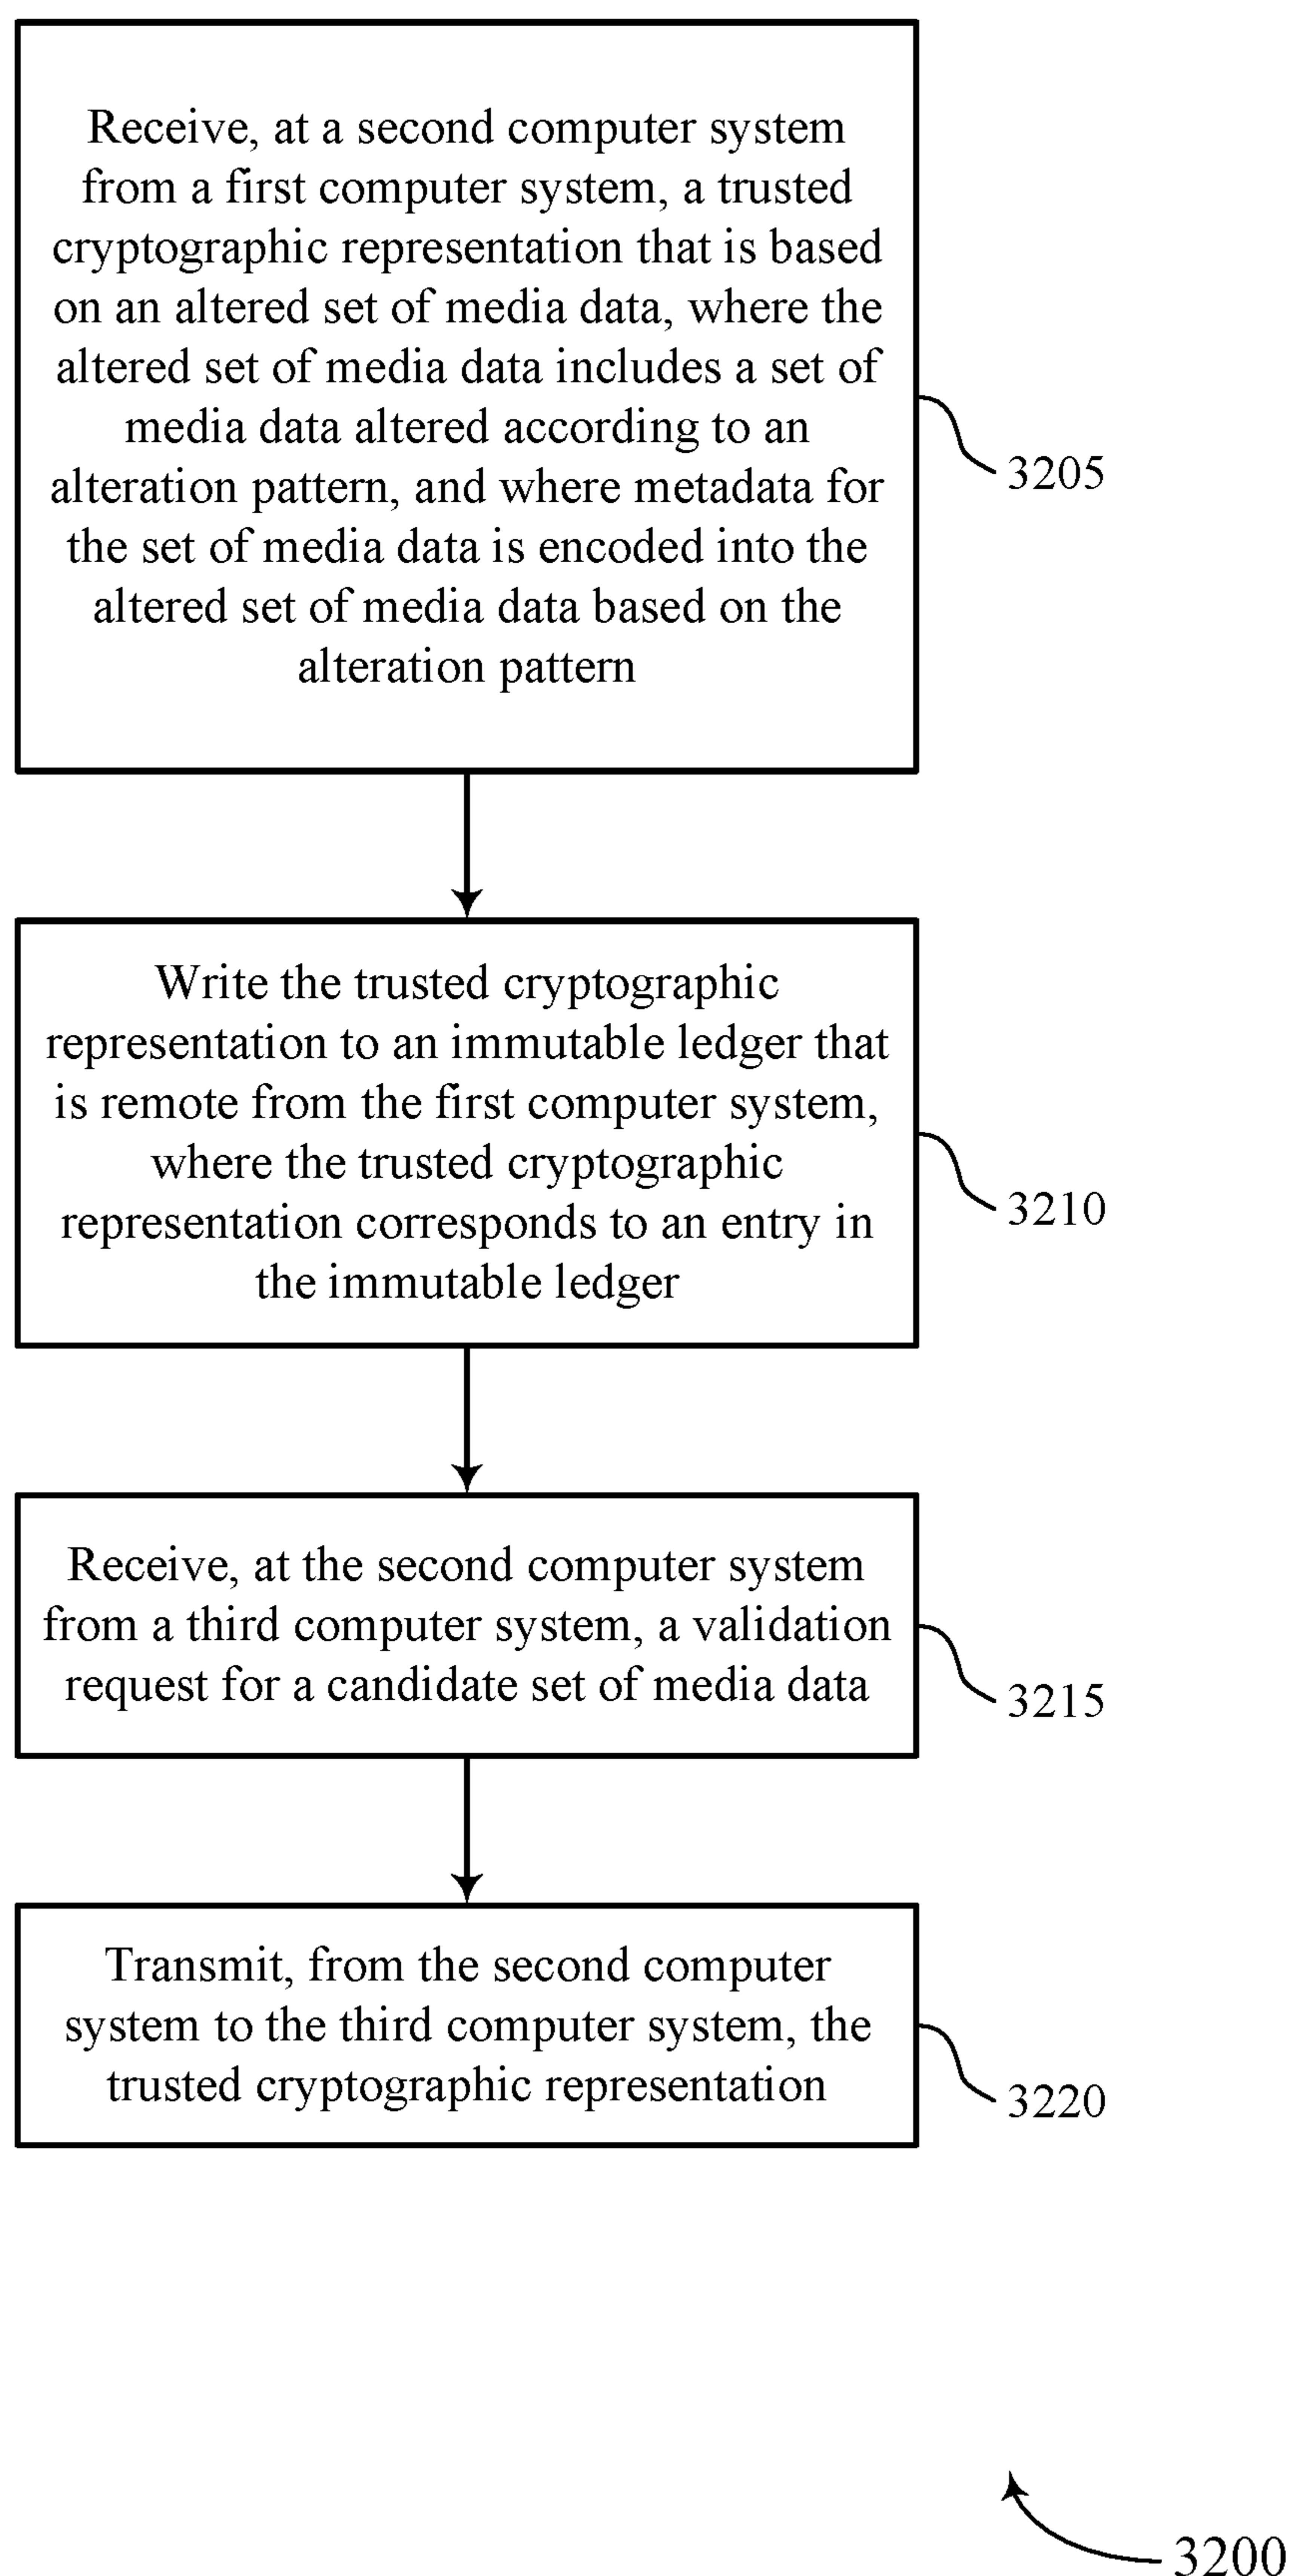 Receive, at a second computer system
from a first computer system, a trusted
cryptographic representation that is based
on an altered set of media data, where the
altered set of media data includes a set of
media data altered according to an
alteration pattern, and where metadata for
the set of media data is encoded into the
altered set of media data based on the
alteration pattern
3205
Write the trusted cryptographic
representation to an immutable ledger that
is remote from the first computer system,
where the trusted cryptographic
representation corresponds to an entry in
the immutable ledger
3210
Receive, at the second computer system
from a third computer system, a validation
request for a candidate set of media data
3215
Transmit, from the second computer
system to the third computer system, the
trusted cryptographic representation
3220
3200